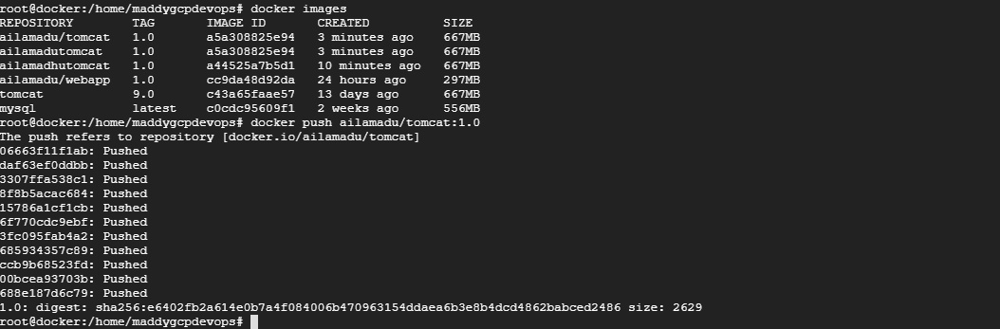 root@docker:/home/maddygcpdevops# docker images
REPOSITORY TAG IMAGE ID CREATED SIZE
ailamadu/tomcat 1.0 a5a308825e94 3 minutes ago 667MB
ailamadutomcat 1.0 a5a308825e94 3 minutes ago 667MB
ailamadhutomcat 1.0 a44525a7b5d1 10 minutes ago 667MB
ailamadu/webapp 1.0 cc9da48d92da 24 hours ago 297MB
tomcat 9.0 c43a65faae57 13 days ago 667MB
mysql latest c0cdc95609f1 2 weeks ago 556MB
root@docker:/home/maddygcpdevops# docker push ailamadu/tomcat:1.0
The push refers to repository [docker.io/ailamadu/tomcat]
06663f11f1ab: Pushed
daf63ef0ddbb: Pushed
3307ffa538c1: Pushed
8f8b5acac684: Pushed
15786a1cf1cb: Pushed
6f770cdc9ebf: Pushed
3fc095fab4a2: Pushed
685934357c89: Pushed
ccb9b68523fd: Pushed
00bcea93703b: Pushed
688e187d6c79: Pushed
1.0: digest: sha256:e6402fb2a614e0b7a4f084006b470963154ddaea6b3e8b4dcd4862babced2486 size: 2629
root@docker:/home/maddygcpdevops#